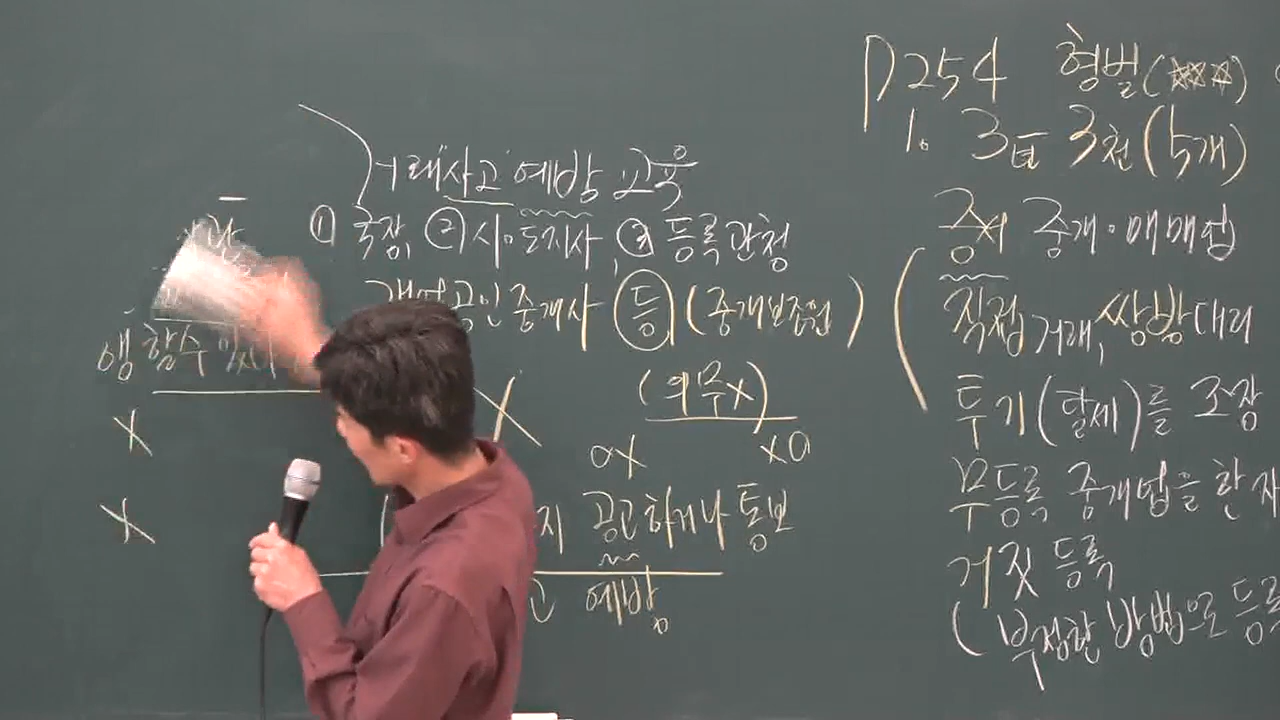 거래사고 예방 교육
① 국장, ② 시·도지사, ③ 등록관청
공인중개사 등 (중개보조원)
할수 있다
(의무X)
X
X
OX
XO
X
공고하거나 통보
예방
P254 형벌(☆☆☆)
1. 3년 3천 (5개)
증서 중개·매매업
직접거래, 쌍방대리
투기(탈세)를 조장
무등록 중개업을 한 자
거짓 등록
(부정한 방법으로 등록